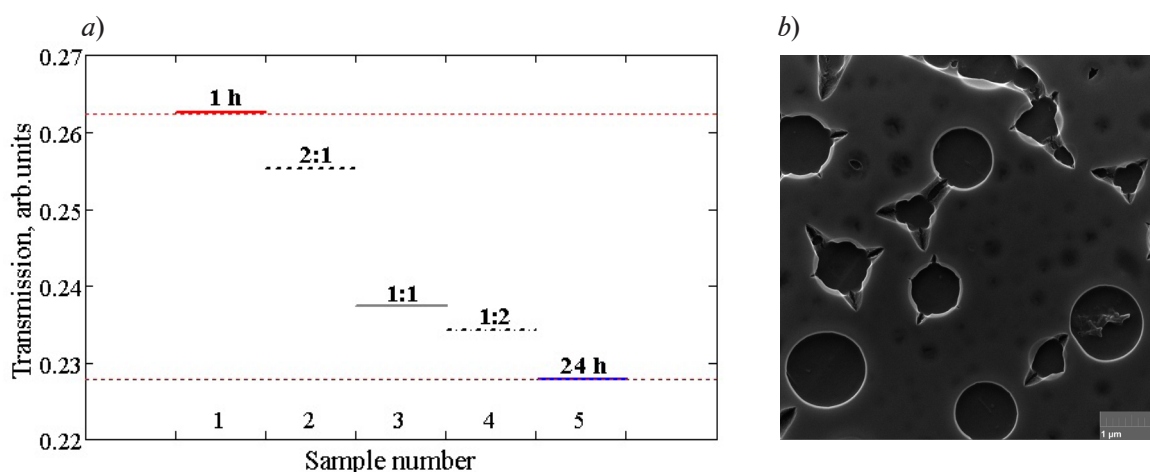 a)
b)
0.27
0.26
0.25
0.24
0.23
0.22
Transmission, arb.units
1 h
2:1
1:1
1:2
24 h
1 2 3 4 5
Sample number
1 µm